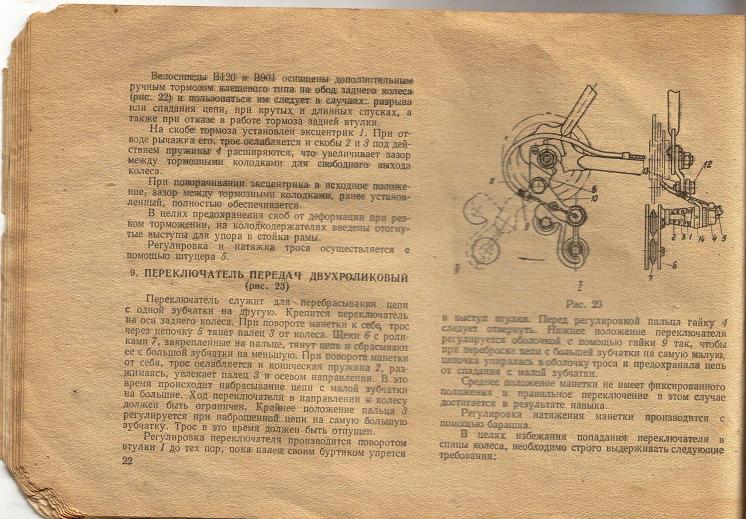 Велосипеды В120 и В901 оснащены дополнительным
ручным тормозом клещевого типа на обод заднего колеса
(рис. 22) и пользоваться им следует в случаях: разрыва
или спадания цепи, при крутых и длинных спусках, а
также при отказе в работе тормоза задней втулки.
На скобе тормоза установлен эксцентрик 1. При от-
воде рычажка его, трос ослабляется и скобы 2 и 3 под дей-
ствием пружины 4 расширяются, что увеличивает зазор
между тормозными колодками для свободного выхода
колеса.
При поворачивании эксцентрика в исходное положе-
ние, зазор между тормозными колодками, ранее установ-
ленный, полностью обеспечивается.
В целях предохранения скоб от деформации при рез-
ком торможении, на колодкодержателях введены отогну-
тые выступы для упора в стойки рамы.
Регулировка и натяжка троса осуществляется с
помощью штуцера 5.
9. ПЕРЕКЛЮЧАТЕЛЬ ПЕРЕДАЧ ДВУХРОЛИКОВЫЙ
(рис. 23)
Переключатель служит для перебрасывания цепи
с одной зубчатки на другую. Крепится переключатель
на оси заднего колеса. При повороте манетки к себе, трос
через цепочку 5 тянет палец 3 от колеса. Щеки 6 с роли-
ками 7, закрепленные на пальце, тянут цепь и сбрасывают
ее с большой зубчатки на меньшую. При повороте манетки
от себя, трос ослабляется и коническая пружина 2, раз-
жимаясь, увлекает палец 3 в осевом направлении. В это
время происходит набрасывание цепи с малой зубчатки
на большие. Ход переключателя в направлении к колесу
должен быть ограничен. Крайнее положение пальца 3
регулируется при наброшенной цепи на самую большую
зубчатку. Трос в это время должен быть отпущен.
Регулировка переключателя производится поворотом
втулки 1 до тех пор, пока палец своим буртиком упрется
22
12
13
11
8
10
9
2 3 1 14 4 5
6
7
I
II
Рис. 23
в выступ втулки. Перед регулировкой пальца гайку 4
следует отвернуть. Нижнее положение переключателя
регулируется оболочкой с помощью гайки 9 так, чтобы
при переброске цепи с большей зубчатки на самую малую,
цепочка упиралась в оболочку троса и предохраняла цепь
от спадания с малой зубчатки.
Среднее положение манетки не имеет фиксированного
положения и правильное переключение в этом случае
достигается в результате навыка.
Регулировка натяжения манетки производится с
помощью барашка.
В целях избежания попадания переключателя в
спицы колеса, необходимо строго выдерживать следующие
требования: